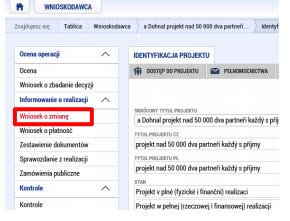 WNIOSKODAWCA
Znajdujesz się: Tablica Wnioskodawca a Dohnal projekt nad 50 000 dva partneři... Identyf
Ocena operacji
Ocena
Wniosek o zbadanie decyzji
Informowanie o realizacji
Wniosek o zmianę
Wniosek o płatność
Zestawienie dokumentów
Sprawozdanie z realizacji
Zamówienia publiczne
Kontrole
Kontrole
IDENTYFIKACJA PROJEKTU
DOSTĘP DO PROJEKTU PEŁNOMOCNICTWA
SKRÓCONY TYTUŁ PROJEKTU
a Dohnal projekt nad 50 000 dva partneři každý s příj
TYTUŁ PROJEKTU CZ
projekt nad 50 000 dva partneři každý s příjmy
TYTUŁ PROJEKTU PL
projekt nad 50 000 dva partneři každý s příjmy
STAN
Projekt v plné (fyzické i finanční) realizaci
Projekt w pełnej (rzeczowej i finansowej) realizacji